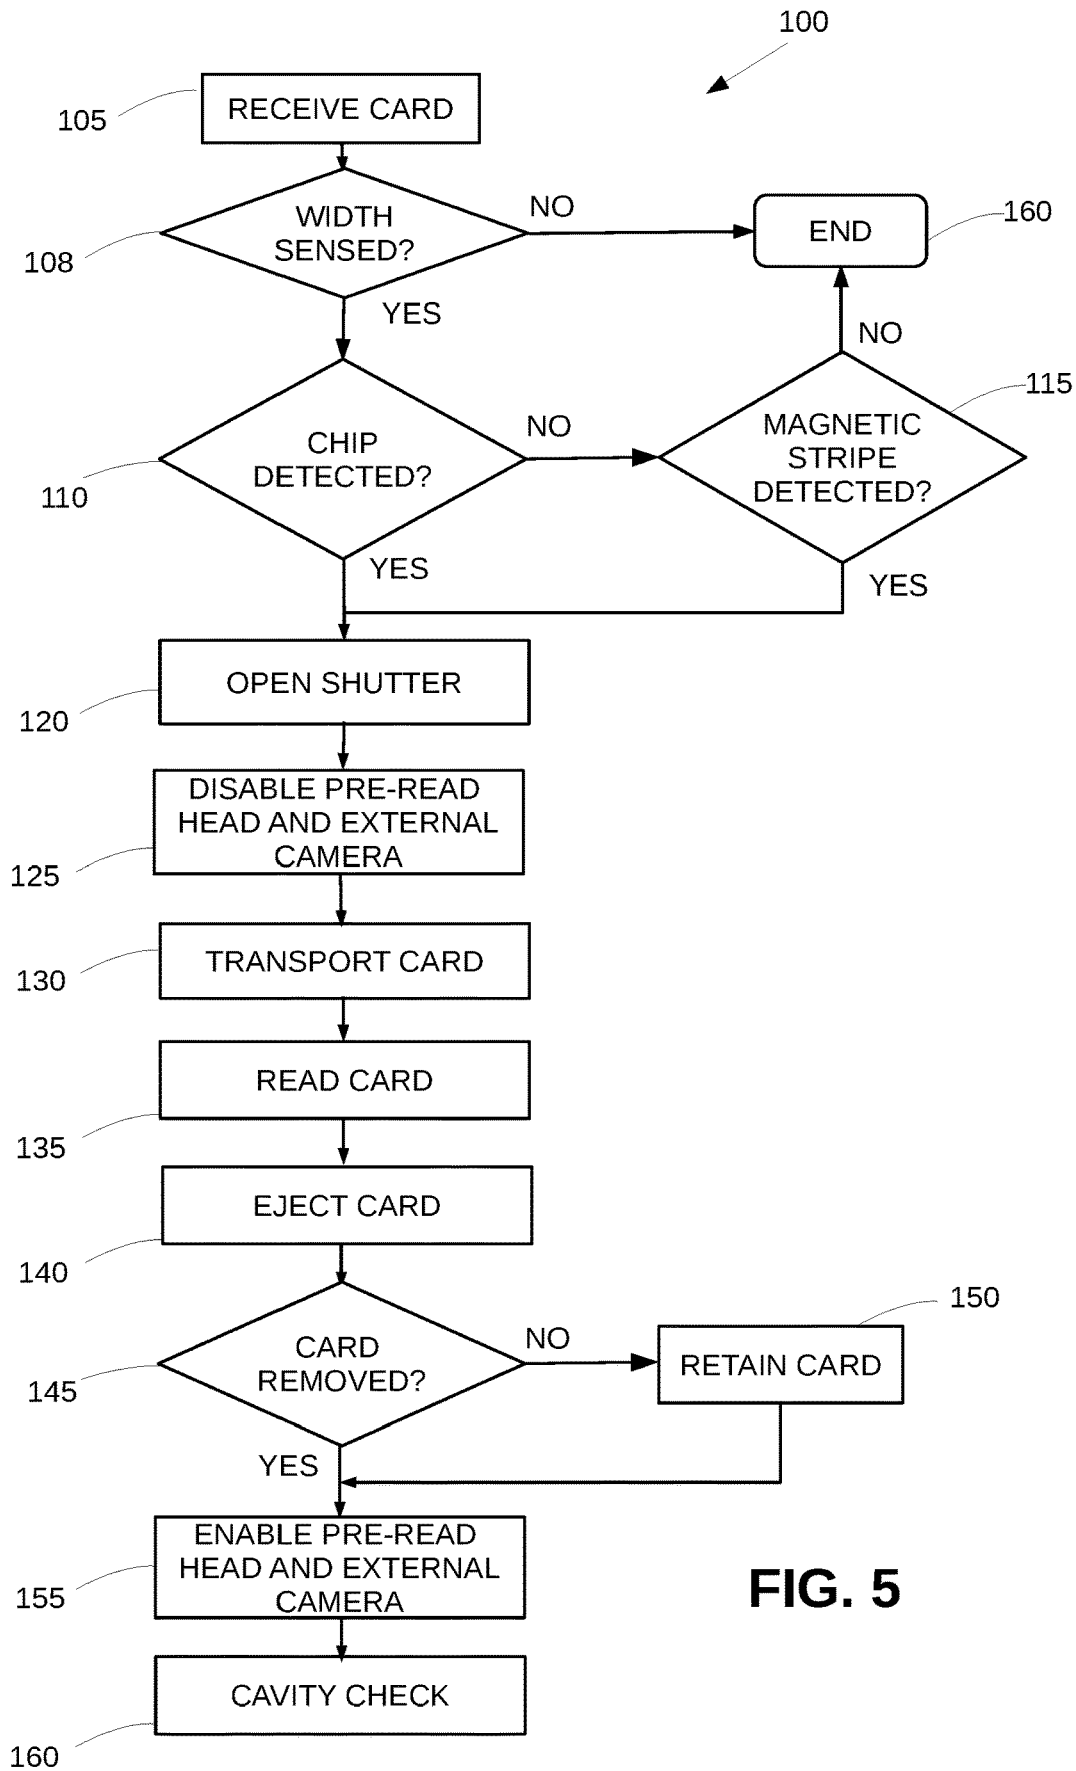 100
RECEIVE CARD
105
WIDTH
SENSED?
NO
END
160
108
YES
NO
CHIP
DETECTED?
NO
MAGNETIC
STRIPE
DETECTED?
115
110
YES
YES
OPEN SHUTTER
120
DISABLE PRE-READ
HEAD AND EXTERNAL
CAMERA
125
TRANSPORT CARD
130
READ CARD
135
EJECT CARD
140
CARD
REMOVED?
NO
150
RETAIN CARD
145
YES
ENABLE PRE-READ
HEAD AND EXTERNAL
CAMERA
155
FIG. 5
CAVITY CHECK
160